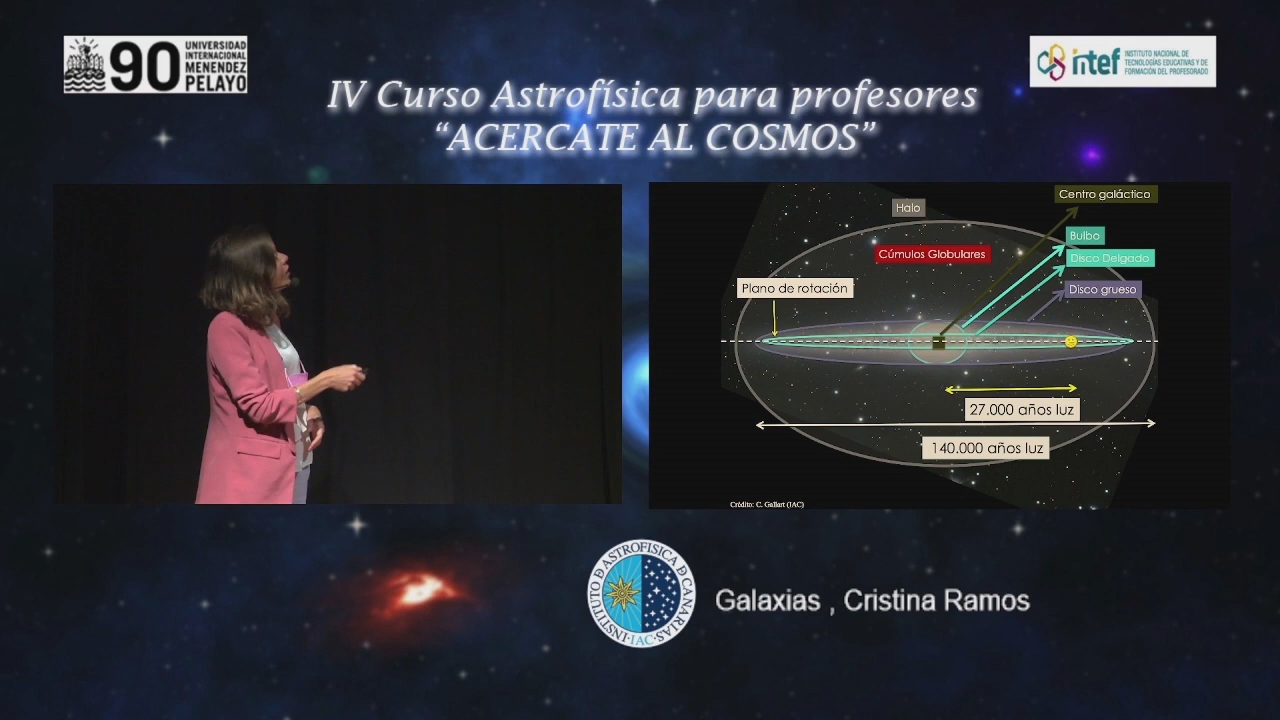 90
UNIVERSIDAD
INTERNACIONAL
MENENDEZ
PELAYO
intef
INSTITUTO NACIONAL DE
TECNOLOGÍAS EDUCATIVAS Y DE
FORMACIÓN DEL PROFESORADO
IV Curso Astrofísica para profesores
“ACERCATE AL COSMOS”
Centro galáctico
Halo
Bulbo
Cúmulos Globulares
Disco Delgado
Plano de rotación
Disco grueso
27.000 años luz
140.000 años luz
Crédito: C. Gallart (IAC)
INSTITUTO D ASTROFISICA D CANARIAS
·IAC·
Galaxias , Cristina Ramos